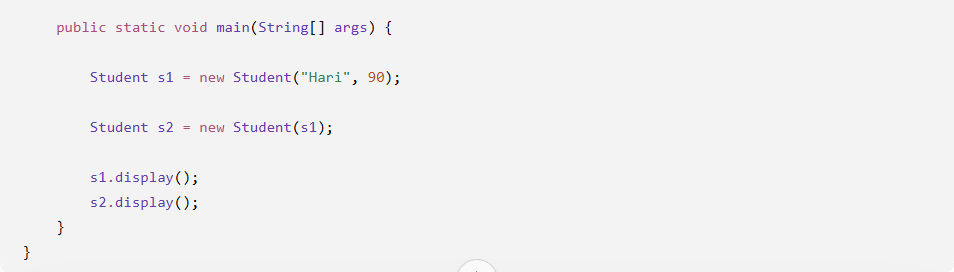 public static void main(String[] args) {
Student s1 = new Student("Hari", 90);
Student s2 = new Student(s1);
s1.display();
s2.display();
}
}